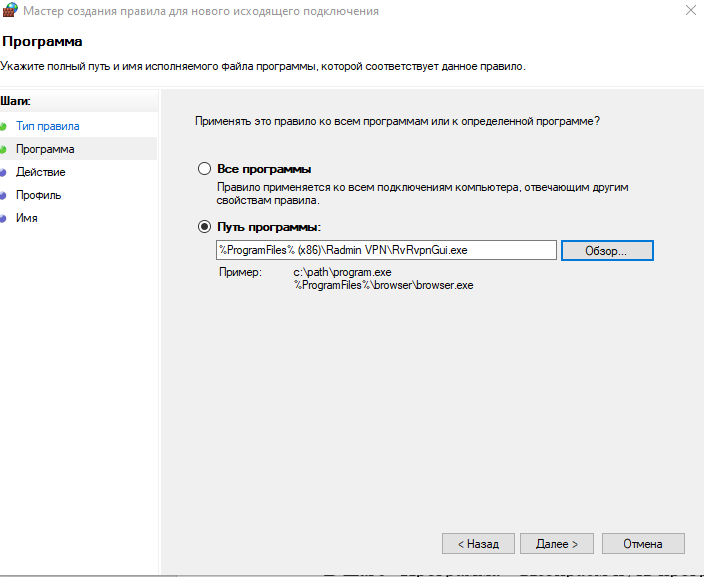 Мастер создания правила для нового исходящего подключения
Программа
Укажите полный путь и имя исполняемого файла программы, которой соответствует данное правило.
Шаги:
Тип правила
Программа
Действие
Профиль
Имя
Применять это правило ко всем программам или к определенной программе?
Все программы
Правило применяется ко всем подключениям компьютера, отвечающим другим
свойствам правила.
Путь программы:
%ProgramFiles% (x86)\Radmin VPN\RvRvpnGui.exe
Обзор...
Пример:
c:\path\program.exe
%ProgramFiles%\browser\browser.exe
< Назад
Далее >
Отмена